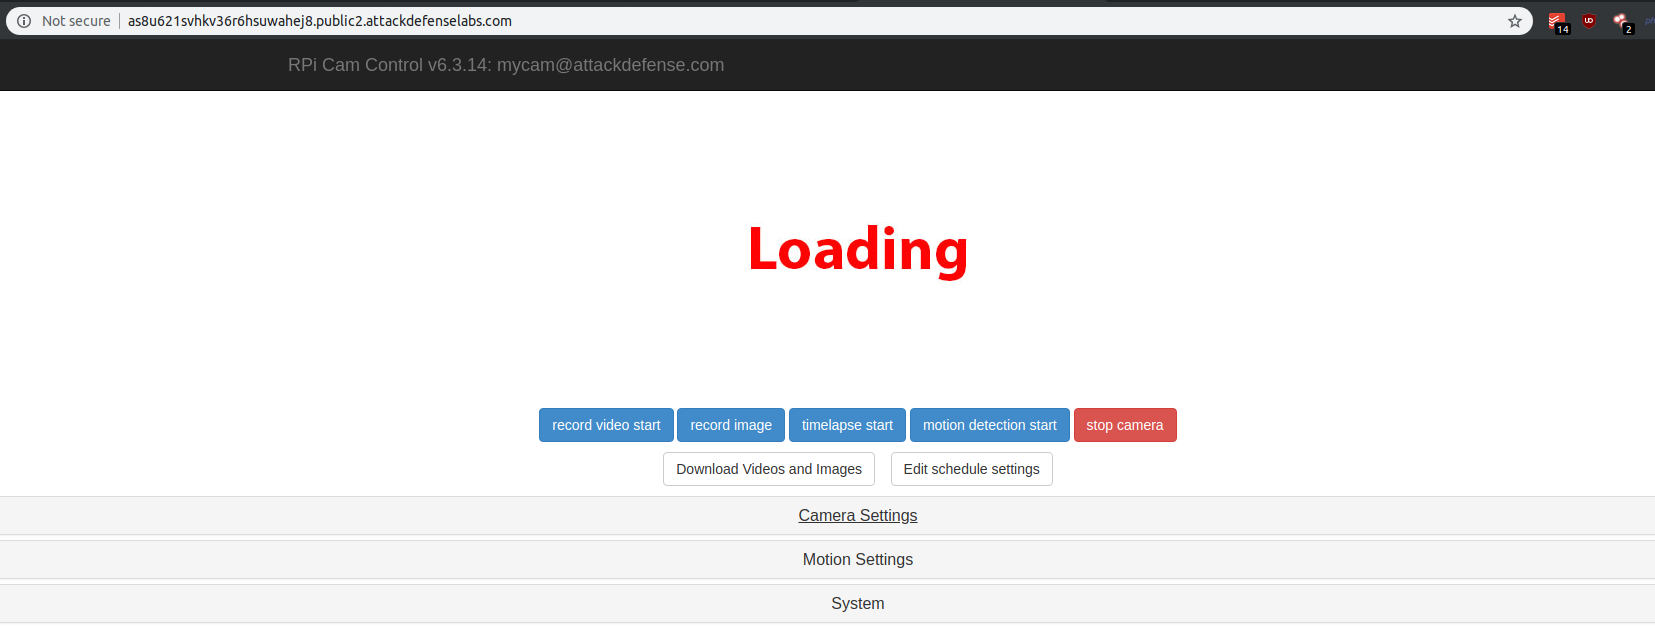 Not secure | as8u621svhkv36r6hsuwahej8.public2.attackdefenselabs.com
14
2
RPi Cam Control v6.3.14: mycam@attackdefense.com
Loading
record video start record image timelapse start motion detection start stop camera
Download Videos and Images Edit schedule settings
Camera Settings
Motion Settings
System